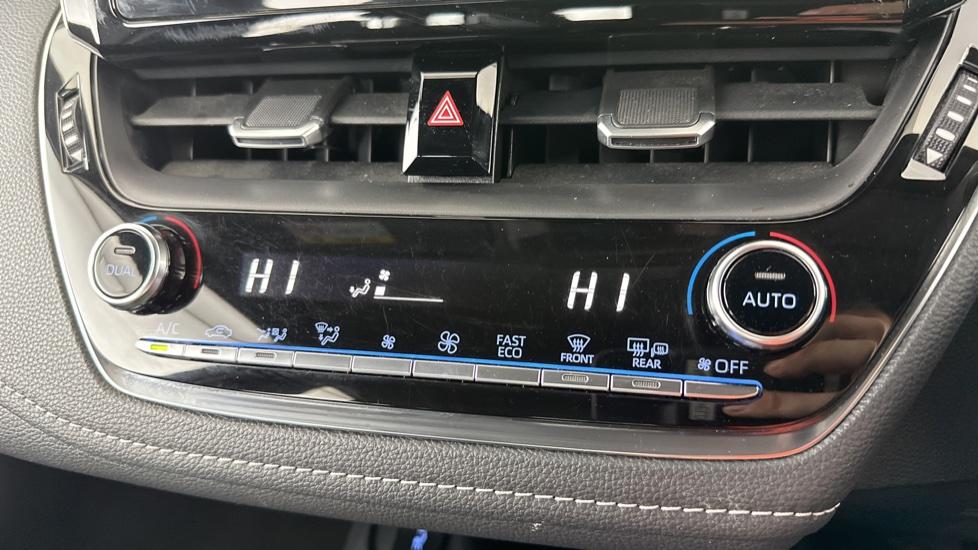 DUAL
HI
HI
AUTO
A/C
FAST
ECO
FRONT
REAR
OFF